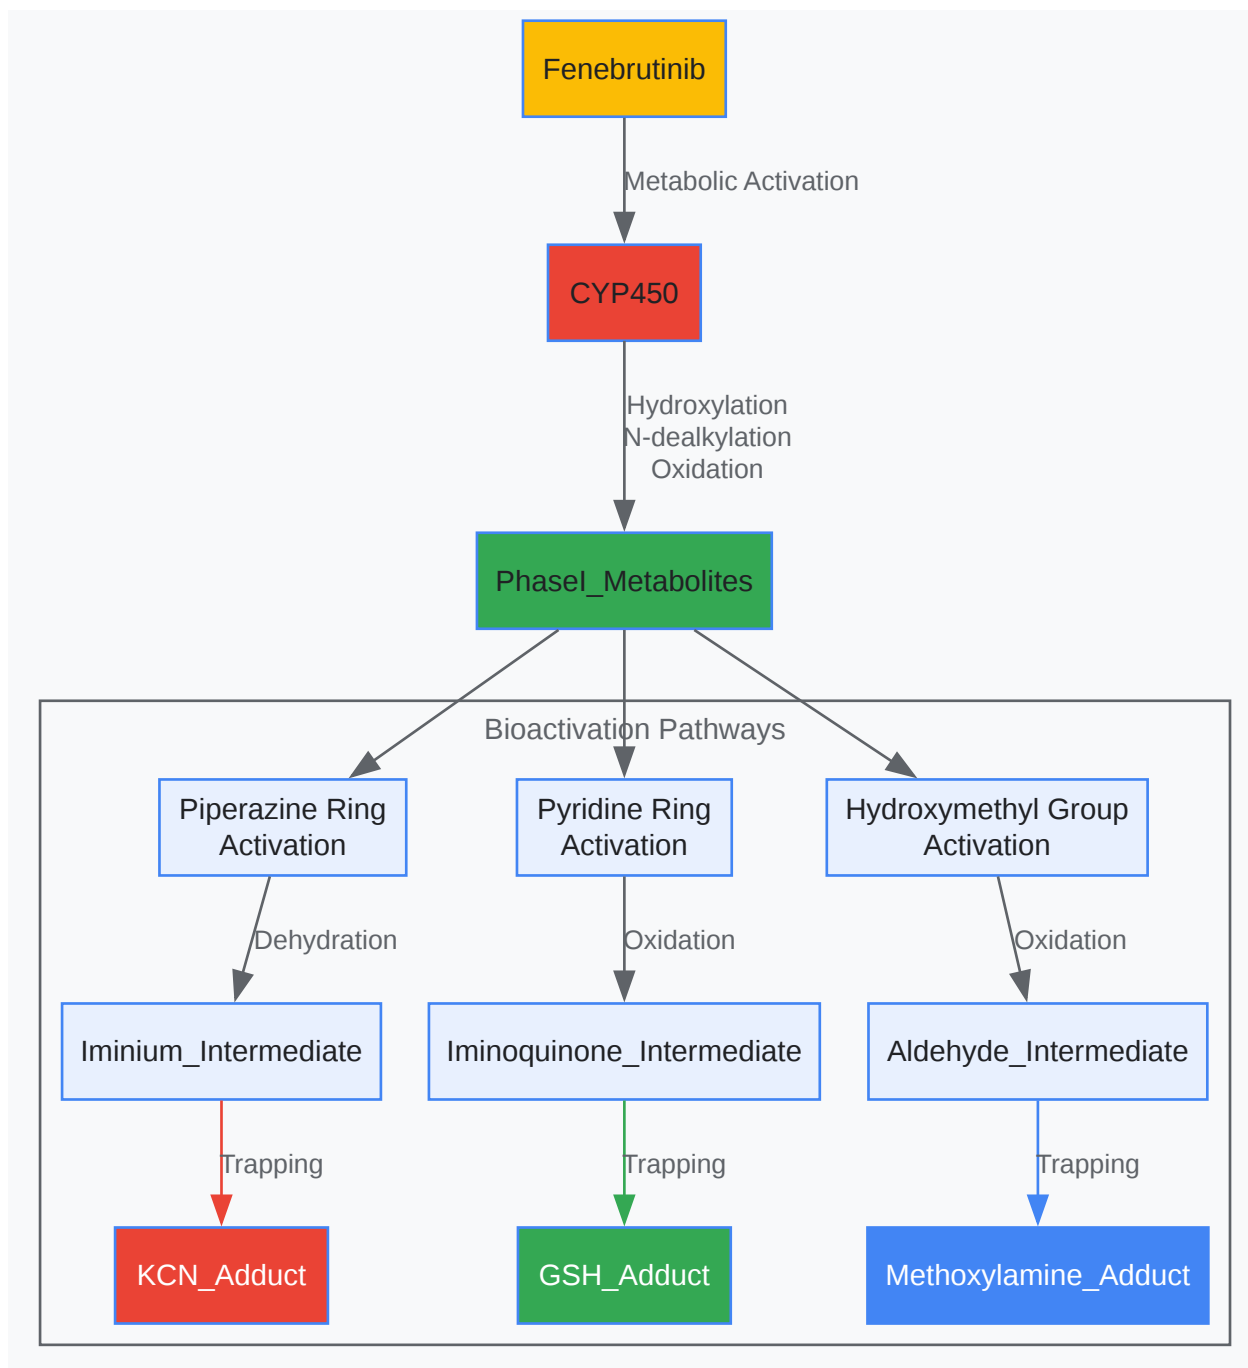 Fenebrutinib
Metabolic Activation
CYP450
Hydroxylation
N-dealkylation
Oxidation
PhaseI_Metabolites
Bioactivation Pathways
Piperazine Ring
Activation
Pyridine Ring
Activation
Hydroxymethyl Group
Activation
Dehydration
Oxidation
Oxidation
Iminium_Intermediate
Iminoquinone_Intermediate
Aldehyde_Intermediate
Trapping
Trapping
Trapping
KCN_Adduct
GSH_Adduct
Methoxylamine_Adduct